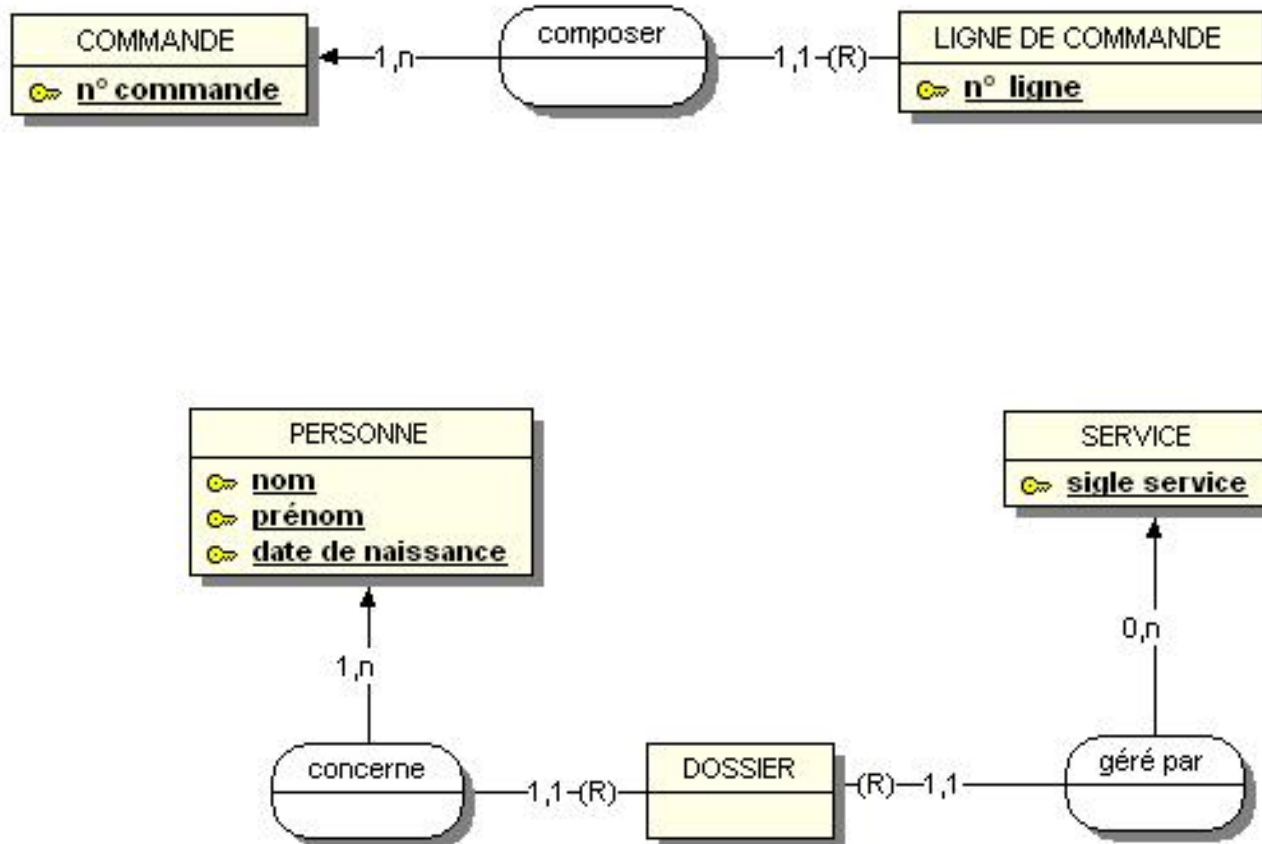 COMMANDE
n° commande
1,n
composer
1,1
(R)
LIGNE DE COMMANDE
n° ligne
PERSONNE
nom
prénom
date de naissance
SERVICE
sigle service
1,n
0,n
concerne
1,1
(R)
DOSSIER
(R)
1,1
géré par